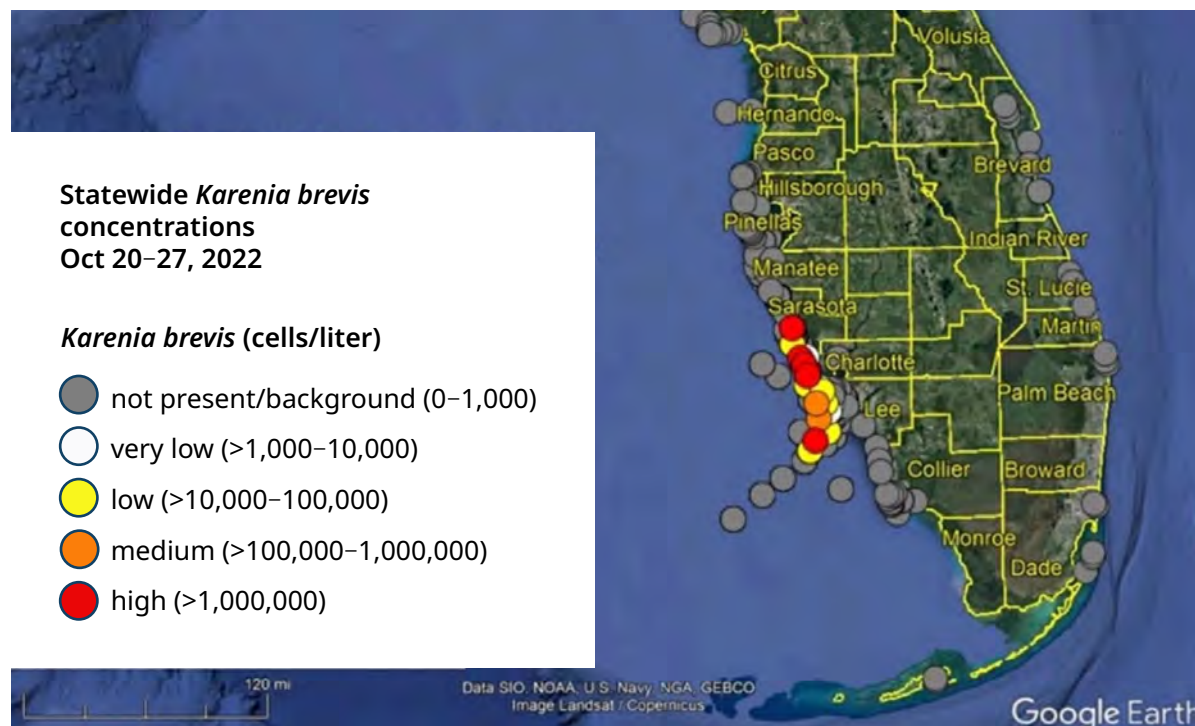 Volusia
Citrus
Hernando
Pasco
Brevard
Hillsborough
Pinellas
Indian River
Manatee
St. Lucie
Sarasota
Martin
Charlotte
Palm Beach
Lee
Collier
Broward
Monroe
Dade
Statewide Karenia brevis
concentrations
Oct 20–27, 2022
Karenia brevis (cells/liter)
not present/background (0–1,000)
very low (>1,000–10,000)
low (>10,000–100,000)
medium (>100,000–1,000,000)
high (>1,000,000)
120 mi
Data SIO, NOAA, U.S. Navy, NGA, GEBCO
Image Landsat / Copernicus
Google Earth